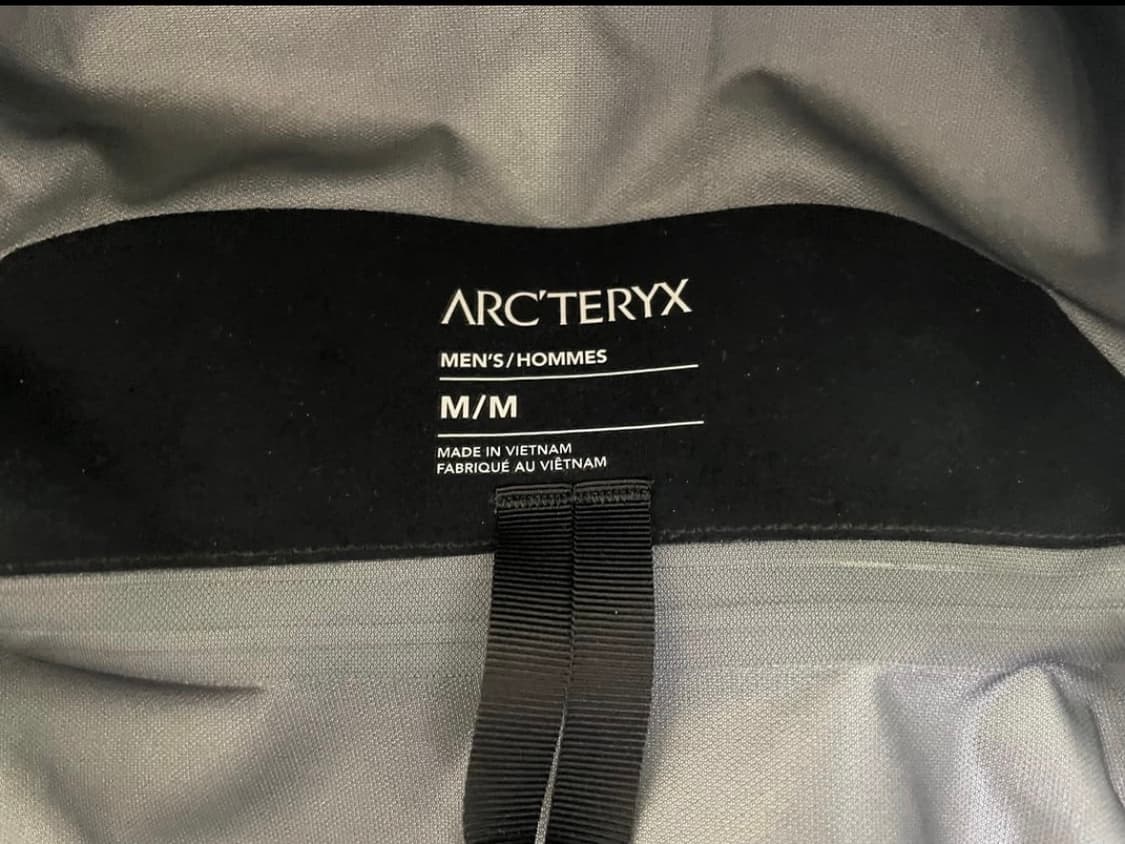 ARC'TERYX
MEN'S/HOMMES
M/M
MADE IN VIETNAM
FABRIQUÉ AU VIÊTNAM